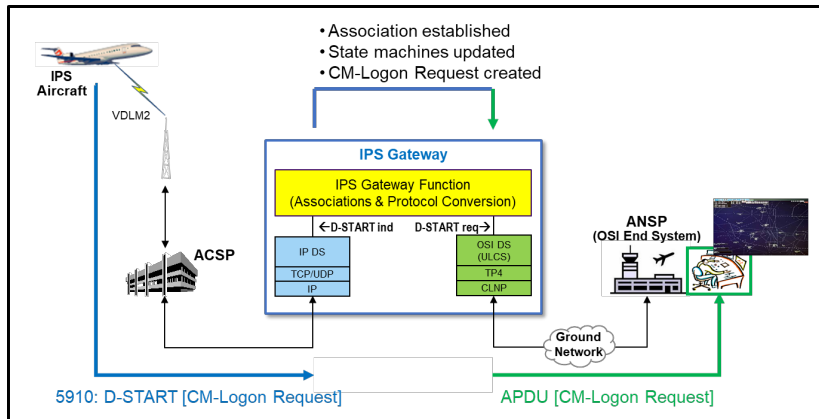 • Association established
• State machines updated
• CM-Logon Request created
IPS
Aircraft
VDLM2
IPS Gateway
IPS Gateway Function
(Associations & Protocol Conversion)
←D-START ind
D-START req→
ACSP
IP DS
TCP/UDP
IP
OSI DS
(ULCS)
TP4
CLNP
ANSP
(OSI End System)
Ground
Network
5910: D-START [CM-Logon Request]
APDU [CM-Logon Request]